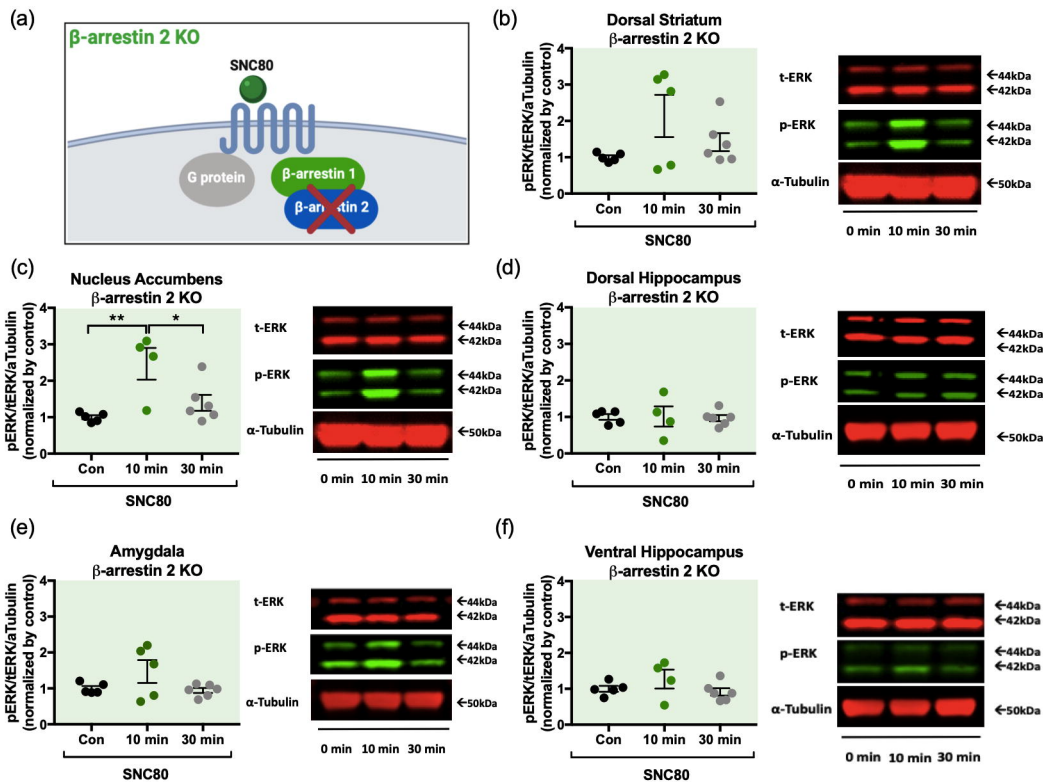 (a)
β-arrestin 2 KO
SNC80
G protein
β-arrestin 1
β-arrestin 2
(b)
Dorsal Striatum
β-arrestin 2 KO
pERK/tERK/aTubulin
(normalized by control)
4
3
2
1
0
Con 10 min 30 min
SNC80
t-ERK
←44kDa
←42kDa
p-ERK
←44kDa
←42kDa
α-Tubulin
←50kDa
0 min 10 min 30 min
(c)
Nucleus Accumbens
β-arrestin 2 KO
pERK/tERK/aTubulin
(normalized by control)
4
3
2
1
0
** *
Con 10 min 30 min
SNC80
t-ERK
←44kDa
←42kDa
p-ERK
←44kDa
←42kDa
α-Tubulin
←50kDa
0 min 10 min 30 min
(d)
Dorsal Hippocampus
β-arrestin 2 KO
pERK/tERK/aTubulin
(normalized by control)
4
3
2
1
0
Con 10 min 30 min
SNC80
t-ERK
←44kDa
←42kDa
p-ERK
←44kDa
←42kDa
α-Tubulin
←50kDa
0 min 10 min 30 min
(e)
Amygdala
β-arrestin 2 KO
pERK/tERK/aTubulin
(normalized by control)
4
3
2
1
0
Con 10 min 30 min
SNC80
t-ERK
←44kDa
←42kDa
p-ERK
←44kDa
←42kDa
α-Tubulin
←50kDa
0 min 10 min 30 min
(f)
Ventral Hippocampus
β-arrestin 2 KO
pERK/tERK/aTubulin
(normalized by control)
4
3
2
1
0
Con 10 min 30 min
SNC80
t-ERK
←44kDa
←42kDa
p-ERK
←44kDa
←42kDa
α-Tubulin
←50kDa
0 min 10 min 30 min